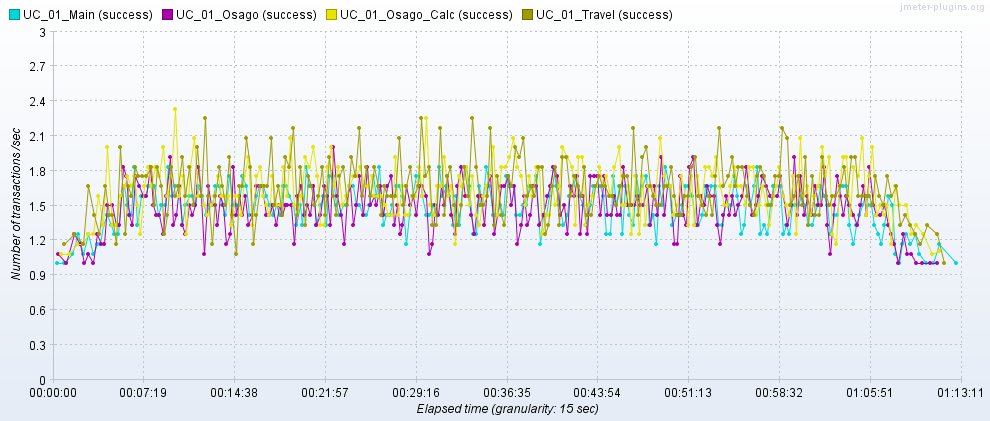 UC_01_Main (success) UC_01_Osago (success) UC_01_Osago_Calc (success) UC_01_Travel (success)
jmeter-plugins.org
Number of transactions /sec
3
2.7
2.4
2.1
1.8
1.5
1.2
0.9
0.6
0.3
0
00:00:00 00:07:19 00:14:38 00:21:57 00:29:16 00:36:35 00:43:54 00:51:13 00:58:32 01:05:51 01:13:11
Elapsed time (granularity: 15 sec)